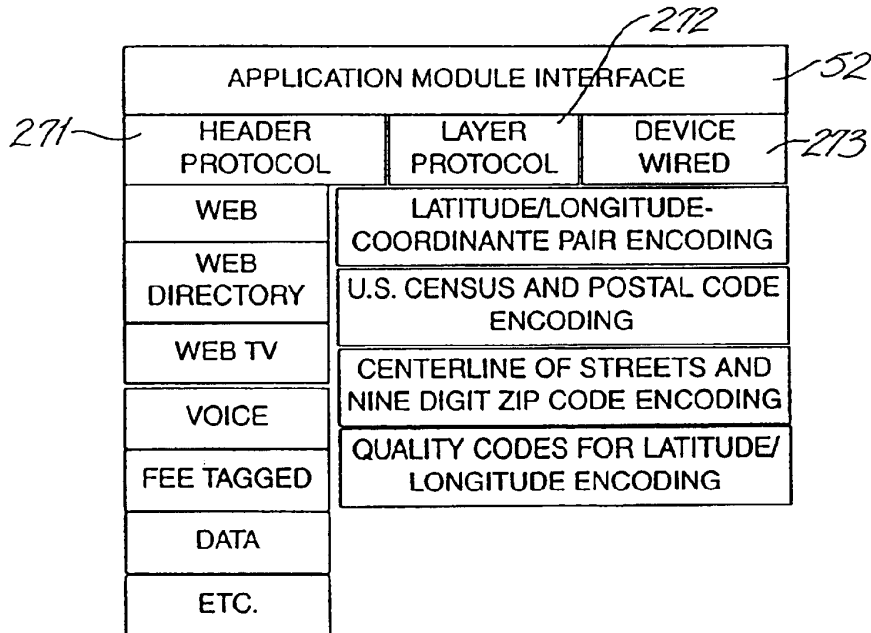 272
APPLICATION MODULE INTERFACE
52
271
HEADER
PROTOCOL
LAYER
PROTOCOL
DEVICE
WIRED
273
WEB
WEB
DIRECTORY
WEB TV
VOICE
FEE TAGGED
DATA
ETC.
LATITUDE/LONGITUDE-
COORDINANTE PAIR ENCODING
U.S. CENSUS AND POSTAL CODE
ENCODING
CENTERLINE OF STREETS AND
NINE DIGIT ZIP CODE ENCODING
QUALITY CODES FOR LATITUDE/
LONGITUDE ENCODING